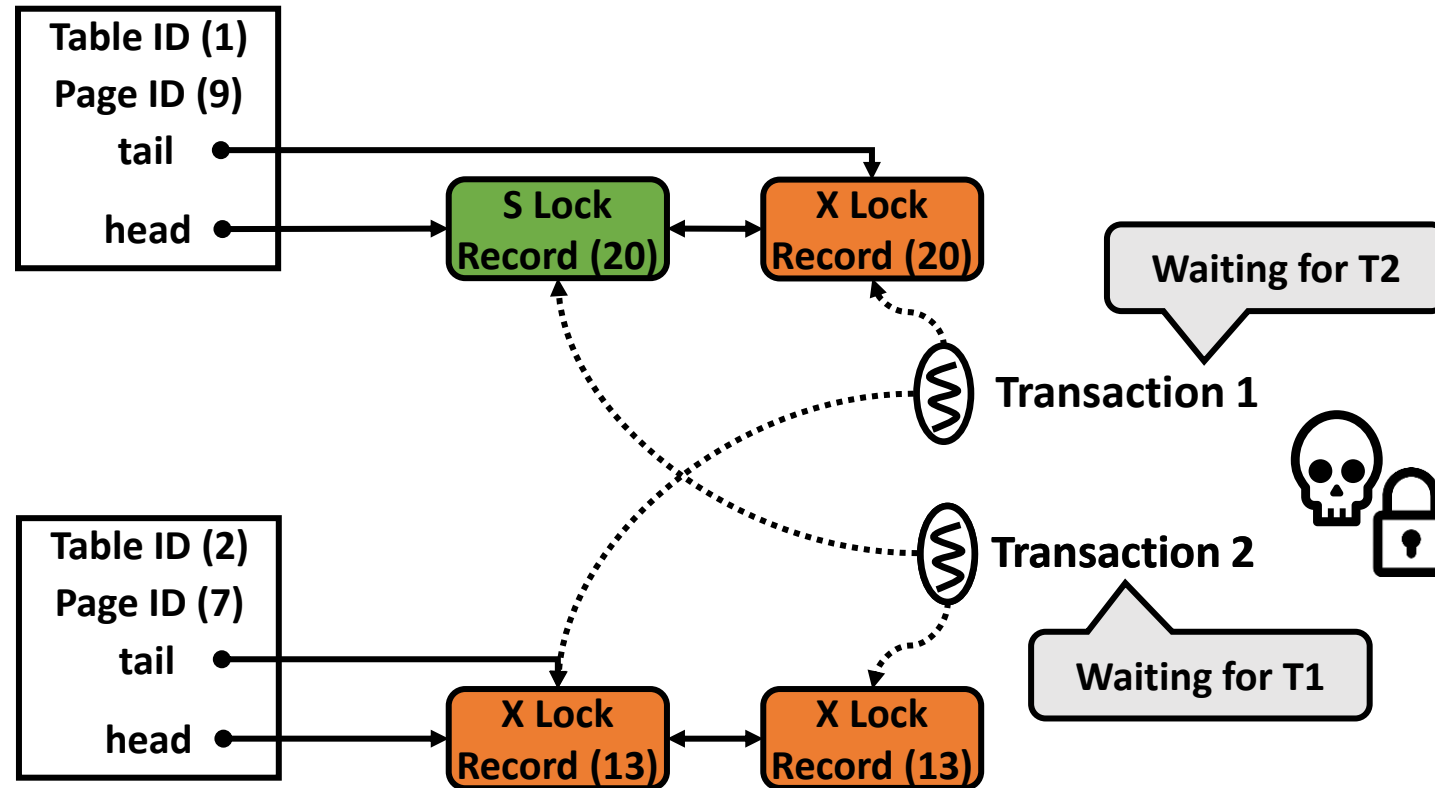 Table ID (1)
Page ID (9)
tail
head
S Lock
Record (20)
X Lock
Record (20)
Waiting for T2
Transaction 1
Transaction 2
Waiting for T1
Table ID (2)
Page ID (7)
tail
head
X Lock
Record (13)
X Lock
Record (13)